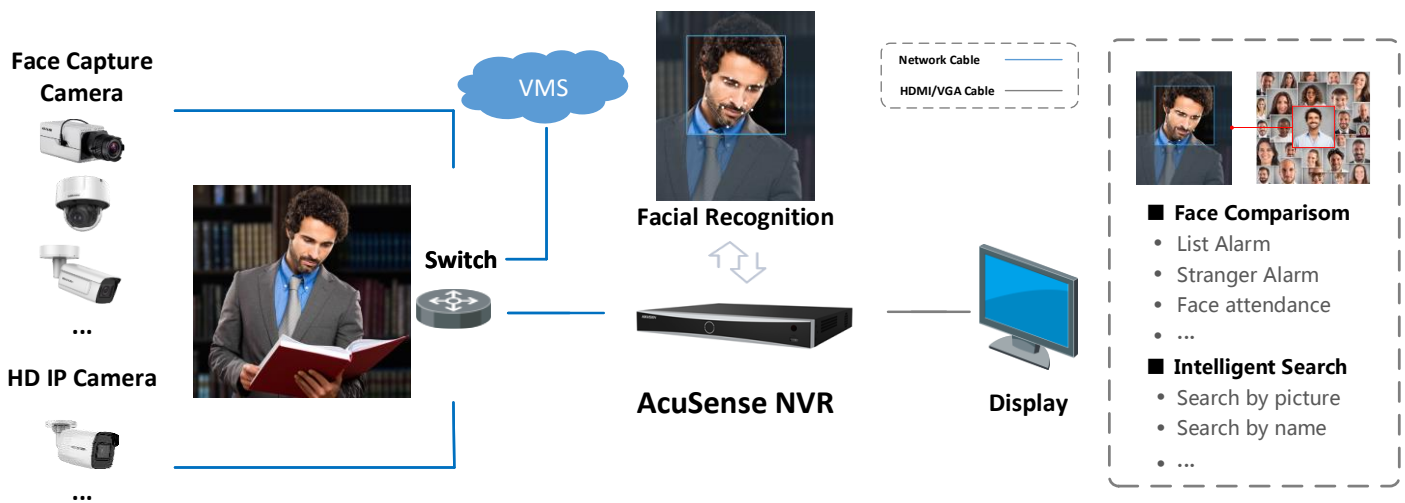 Face Capture
Camera
...
HD IP Camera
...
VMS
Switch
Facial Recognition
AcuSense NVR
Display
Network Cable
HDMI/VGA Cable
■ Face Comparisom
• List Alarm
• Stranger Alarm
• Face attendance
• ...
■ Intelligent Search
• Search by picture
• Search by name
• ...